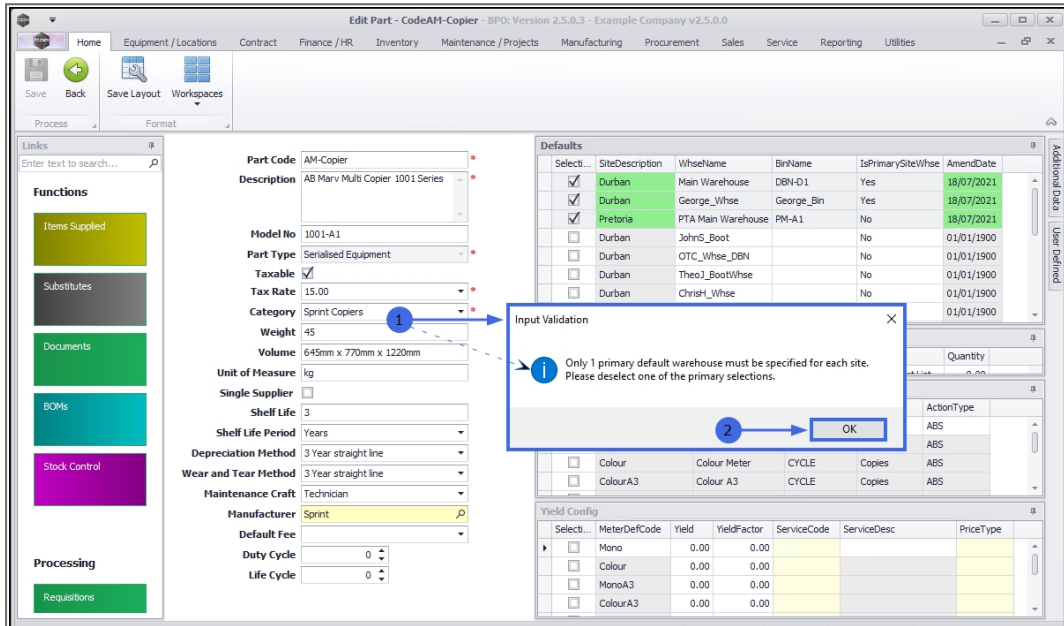 Edit Part - CodeAM-Copier - BPO: Version 2.5.0.3 - Example Company v2.5.0.0
Home Equipment / Locations Contract Finance / HR Inventory Maintenance / Projects Manufacturing Procurement Sales Service Reporting Utilities
Save Back Save Layout Workspaces
Process Format
Links
Enter text to search...
Functions
Items Supplied
Substitutes
Documents
BOMs
Stock Control
Processing
Requisitions
Part Code AM-Copier *
Description AB Marv Multi Copier 1001 Series *
Model No 1001-A1
Part Type Serialised Equipment *
Taxable
Tax Rate 15.00 *
Category Sprint Copiers *
Weight 45
Volume 645mm x 770mm x 1220mm
Unit of Measure kg
Single Supplier
Shelf Life 3
Shelf Life Period Years
Depreciation Method 3 Year straight line
Wear and Tear Method 3 Year straight line
Maintenance Craft Technician
Manufacturer Sprint
Default Fee
Duty Cycle 0
Life Cycle 0
Defaults
Selecti... SiteDescription WhseName BinName IsPrimarySiteWhse AmendDate
Durban Main Warehouse DBN-D1 Yes 18/07/2021
Durban George_Whse George_Bin Yes 18/07/2021
Pretoria PTA Main Warehouse PM-A1 No 18/07/2021
Durban JohnS_Boot No 01/01/1900
Durban OTC_Whse_DBN No 01/01/1900
Durban TheoJ_BootWhse No 01/01/1900
Durban ChrisH_Whse No 01/01/1900
01/01/1900
1
Input Validation
Only 1 primary default warehouse must be specified for each site.
Please deselect one of the primary selections.
2
OK
Quantity
0.00
ActionType
ABS
ABS
Colour Colour Meter CYCLE Copies ABS
ColourA3 Colour A3 CYCLE Copies ABS
Yield Config
Selecti... MeterDefCode Yield YieldFactor ServiceCode ServiceDesc PriceType
Mono 0.00 0.00
Colour 0.00 0.00
MonoA3 0.00 0.00
ColourA3 0.00 0.00
Additional Data
User Defined